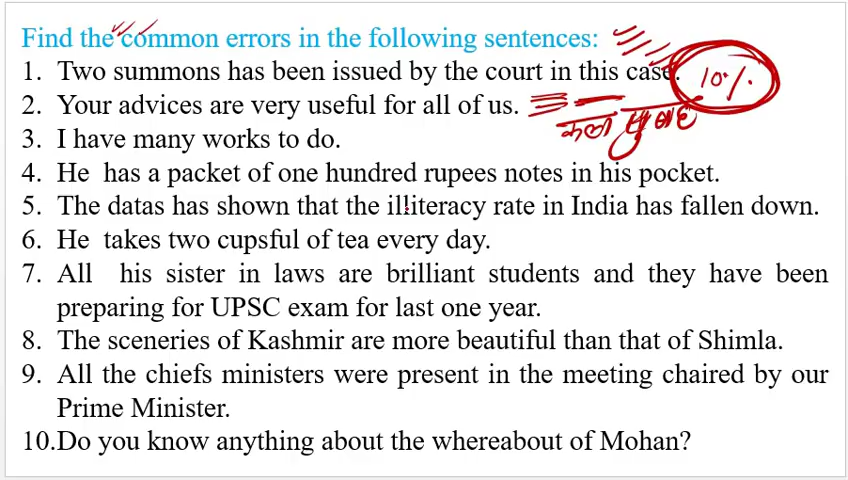 Find the common errors in the following sentences:
1. Two summons has been issued by the court in this case.
10%
2. Your advices are very useful for all of us.
3. I have many works to do.
4. He has a packet of one hundred rupees notes in his pocket.
5. The datas has shown that the illiteracy rate in India has fallen down.
6. He takes two cupsful of tea every day.
7. All his sister in laws are brilliant students and they have been
preparing for UPSC exam for last one year.
8. The sceneries of Kashmir are more beautiful than that of Shimla.
9. All the chiefs ministers were present in the meeting chaired by our
Prime Minister.
10.Do you know anything about the whereabout of Mohan?